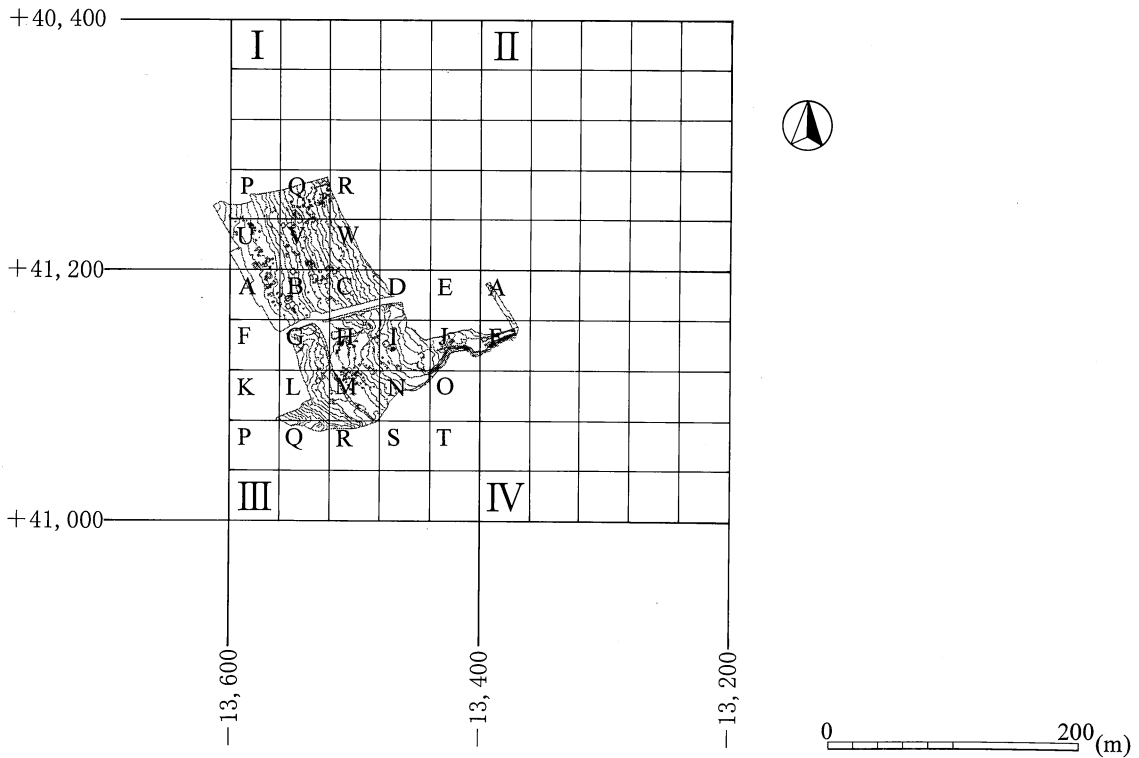 +40, 400
I II
P Q R
U V W
+41, 200
A B C D E A
F G H I J F
K L M N O
P Q R S T
III IV
+41, 000
−13, 600
−13, 400
−13, 200
0 200 (m)